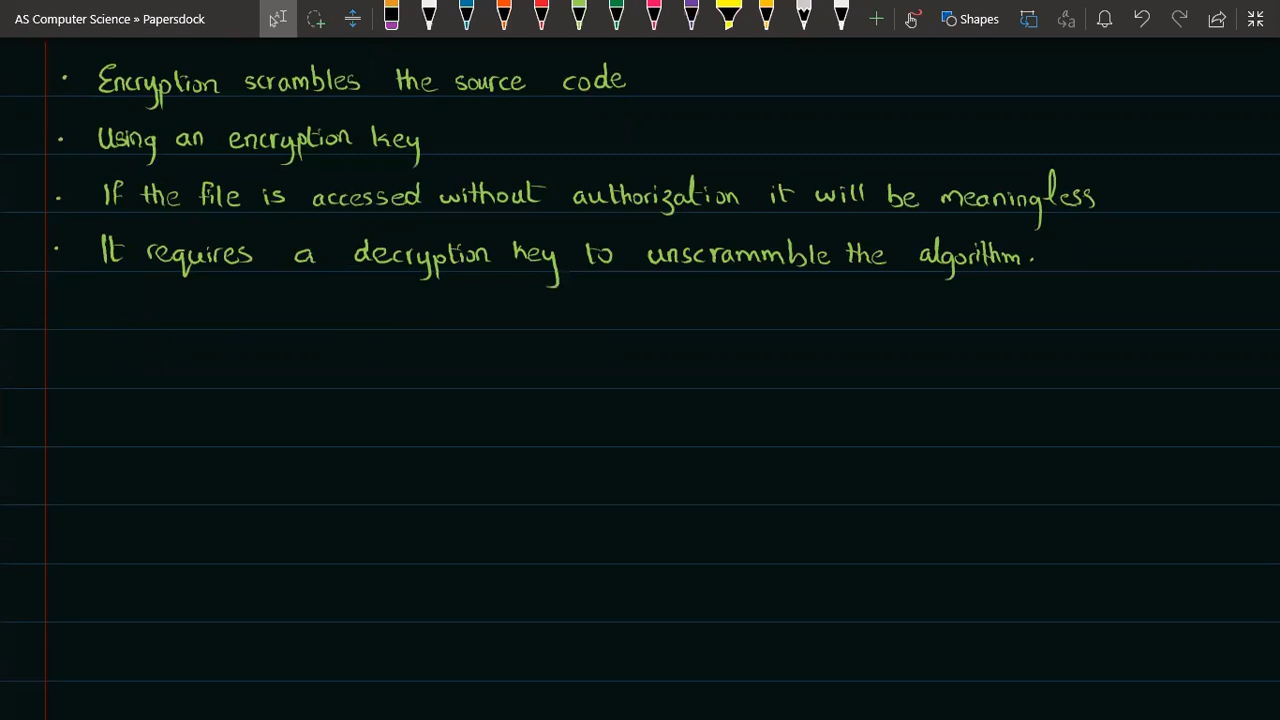 AS Computer Science » Papersdock
Shapes
· Encryption scrambles the source code
· Using an encryption key
· If the file is accessed without authorization it will be meaningless
· It requires a decryption key to unscrammble the algorithm.